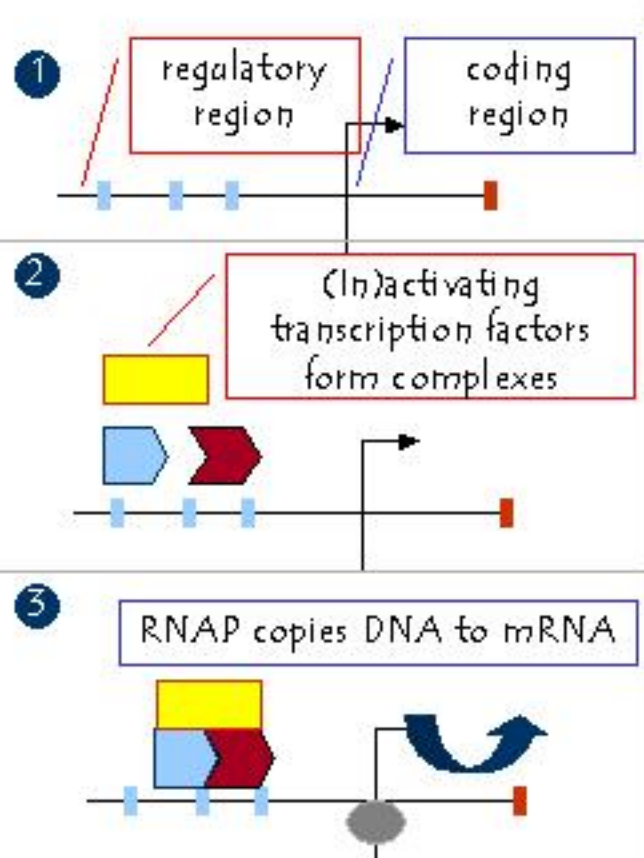 1
regulatory
region
coding
region
2
(In)activating
transcription factors
form complexes
3
RNAP copies DNA to mRNA